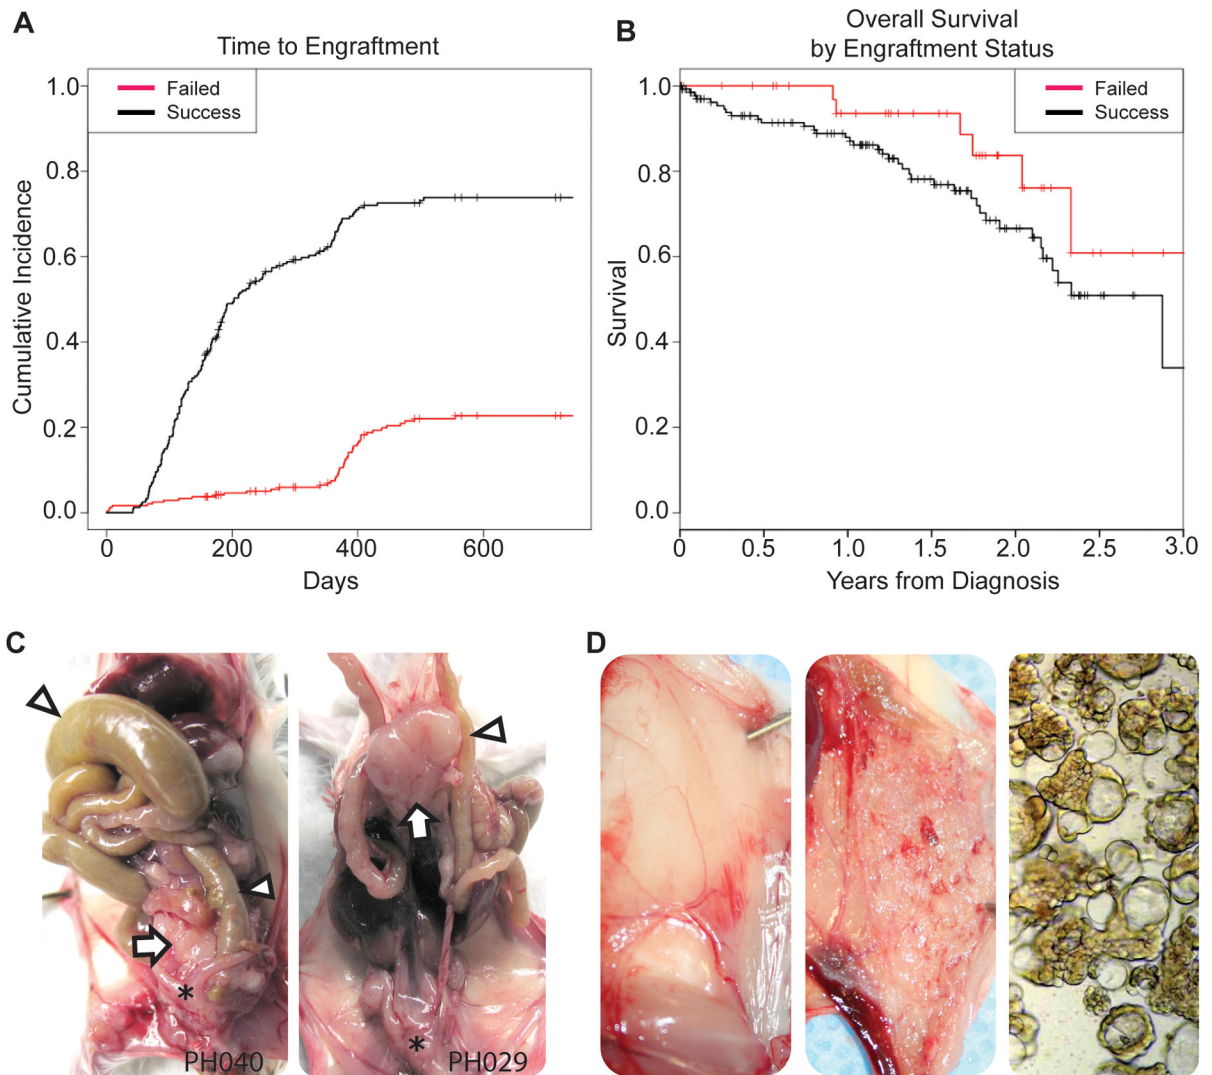 A
Time to Engraftment
Failed
Success
1.0
0.8
0.6
0.4
0.2
0.0
Cumulative Incidence
0
200
400
600
Days
B
Overall Survival
by Engraftment Status
Failed
Success
1.0
0.8
0.6
0.4
0.2
0.0
Survival
0
0.5
1.0
1.5
2.0
2.5
3.0
Years from Diagnosis
C
*
PH040
*
PH029
D